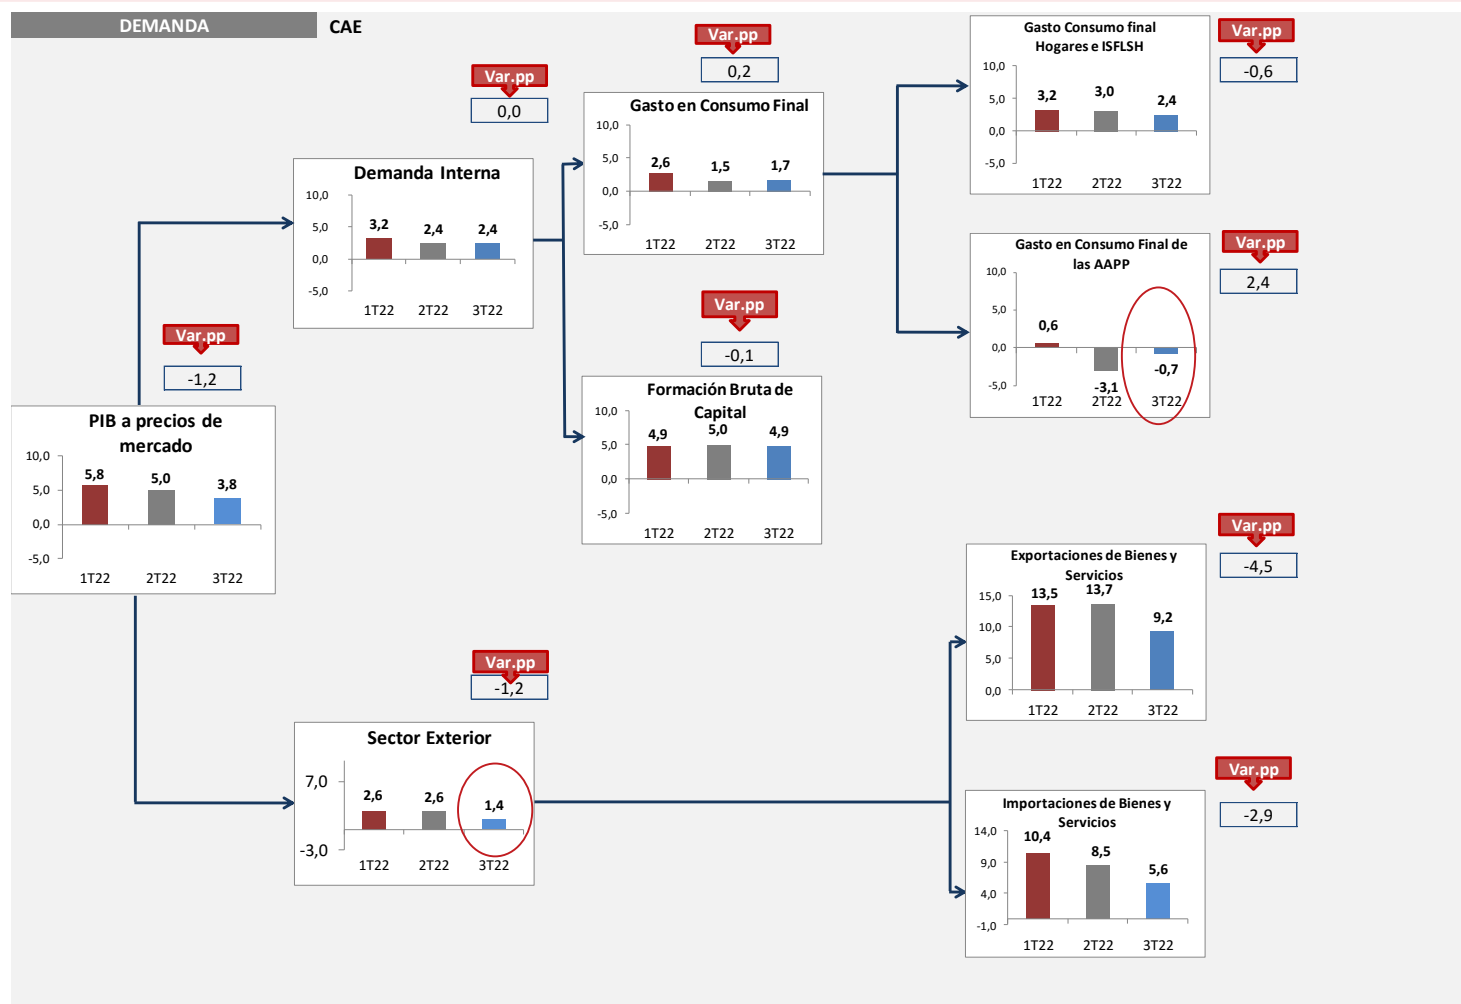 DEMANDA
CAE
Var.pp
-1,2
PIB a precios de
mercado
10,0
5,0
0,0
-5,0
5,8
5,0
3,8
1T22
2T22
3T22
Var.pp
0,0
Demanda Interna
10,0
5,0
0,0
-5,0
3,2
2,4
2,4
1T22
2T22
3T22
Var.pp
0,2
Gasto en Consumo Final
10,0
5,0
0,0
-5,0
2,6
1,5
1,7
1T22
2T22
3T22
Var.pp
-0,1
Formación Bruta de
Capital
10,0
5,0
0,0
-5,0
4,9
5,0
4,9
1T22
2T22
3T22
Gasto Consumo final
Hogares e ISFLSH
10,0
5,0
0,0
-5,0
3,2
3,0
2,4
1T22
2T22
3T22
Var.pp
-0,6
Gasto en Consumo Final de
las AAPP
10,0
5,0
0,0
-5,0
0,6
-3,1
-0,7
1T22
2T22
3T22
Var.pp
2,4
Var.pp
-1,2
Sector Exterior
7,0
-3,0
2,6
2,6
1,4
1T22
2T22
3T22
Exportaciones de Bienes y
Servicios
15,0
10,0
5,0
0,0
13,5
13,7
9,2
1T22
2T22
3T22
Var.pp
-4,5
Importaciones de Bienes y
Servicios
14,0
9,0
4,0
-1,0
10,4
8,5
5,6
1T22
2T22
3T22
Var.pp
-2,9